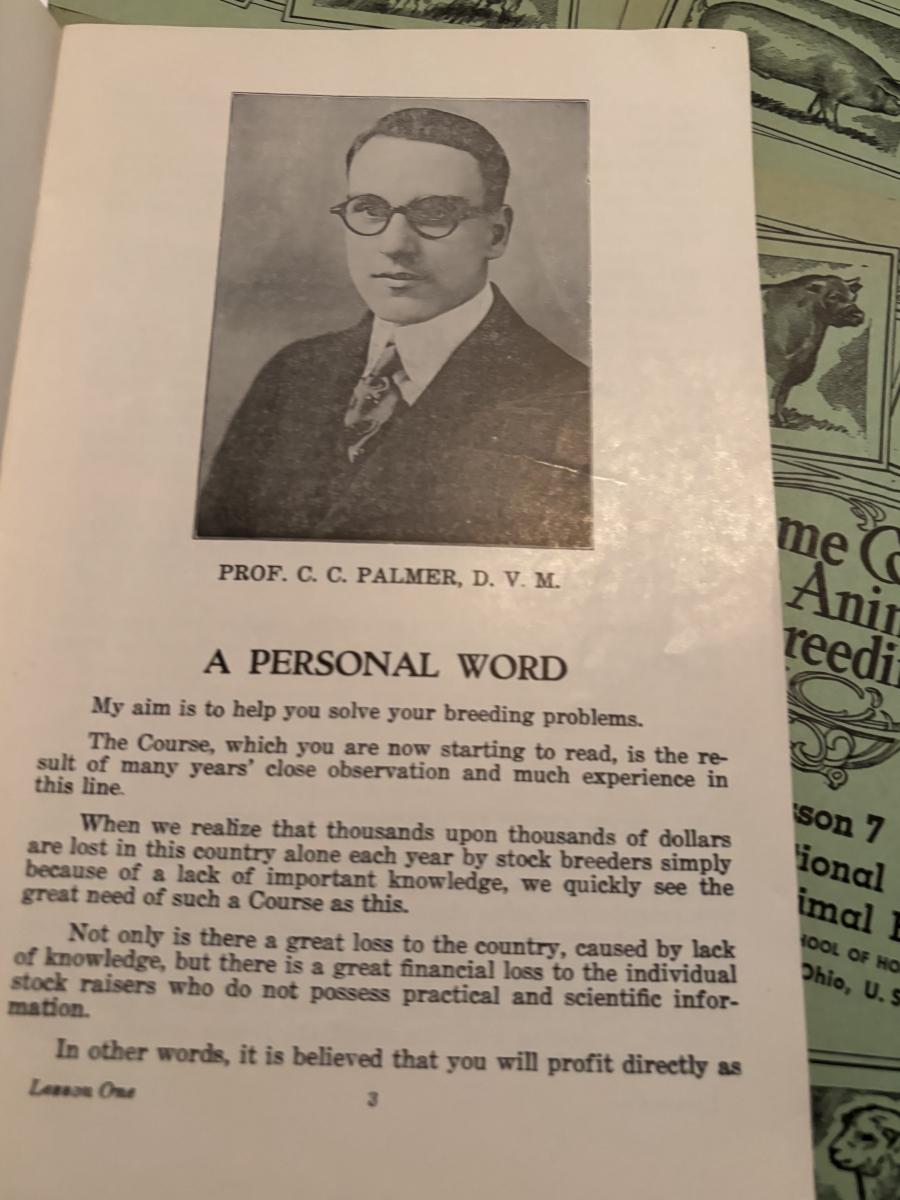 PROF. C. C. PALMER, D. V. M.
A PERSONAL WORD
My aim is to help you solve your breeding problems.
The Course, which you are now starting to read, is the re-
sult of many years' close observation and much experience in
this line.
When we realize that thousands upon thousands of dollars
are lost in this country alone each year by stock breeders simply
because of a lack of important knowledge, we quickly see the
great need of such a Course as this.
Not only is there a great loss to the country, caused by lack
of knowledge, but there is a great financial loss to the individual
stock raisers who do not possess practical and scientific infor-
mation.
In other words, it is believed that you will profit directly as
Lesson One
3
me Co
Anim
reedi
sson 7
ional
imal B
HOOL OF HO
Ohio, U. S